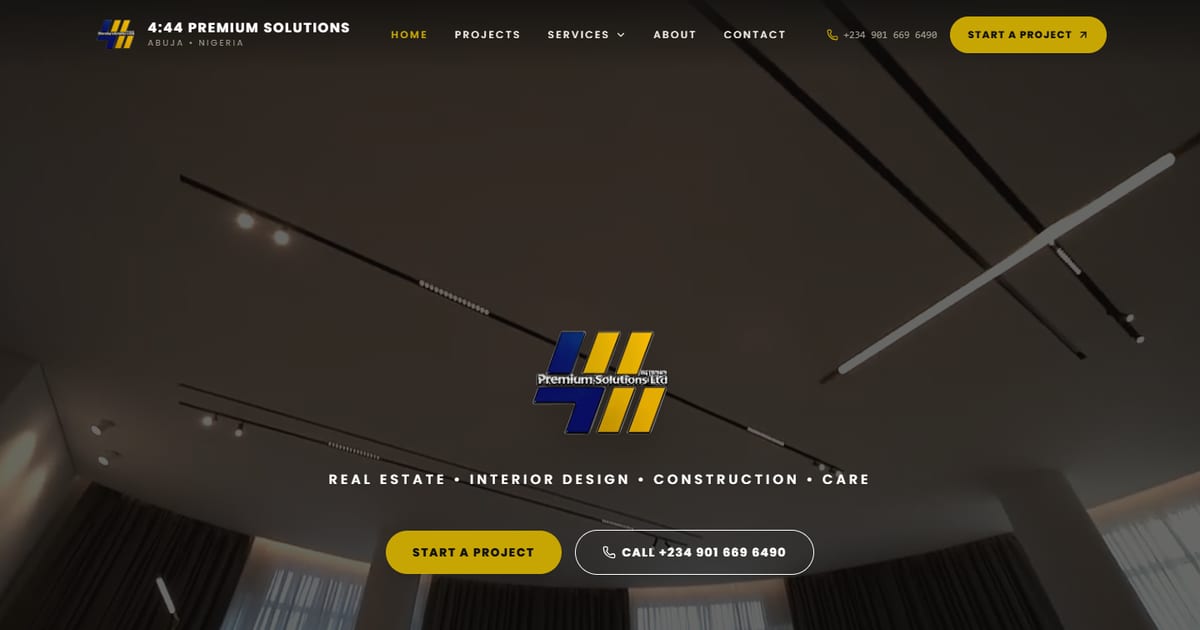 4:44 PREMIUM SOLUTIONS
ABUJA • NIGERIA
HOME PROJECTS SERVICES ABOUT CONTACT
+234 901 669 6490
START A PROJECT
Premium Solutions Ltd
REAL ESTATE • INTERIOR DESIGN • CONSTRUCTION • CARE
START A PROJECT
CALL +234 901 669 6490